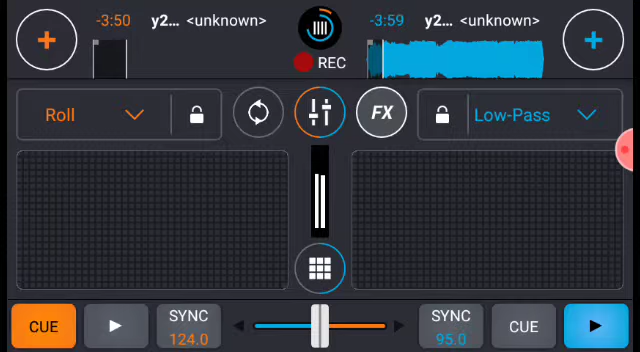 -3:50 y2... <unknown>
-3:59 y2... <unknown>
REC
Roll
FX
Low-Pass
CUE
SYNC
124.0
SYNC
95.0
CUE